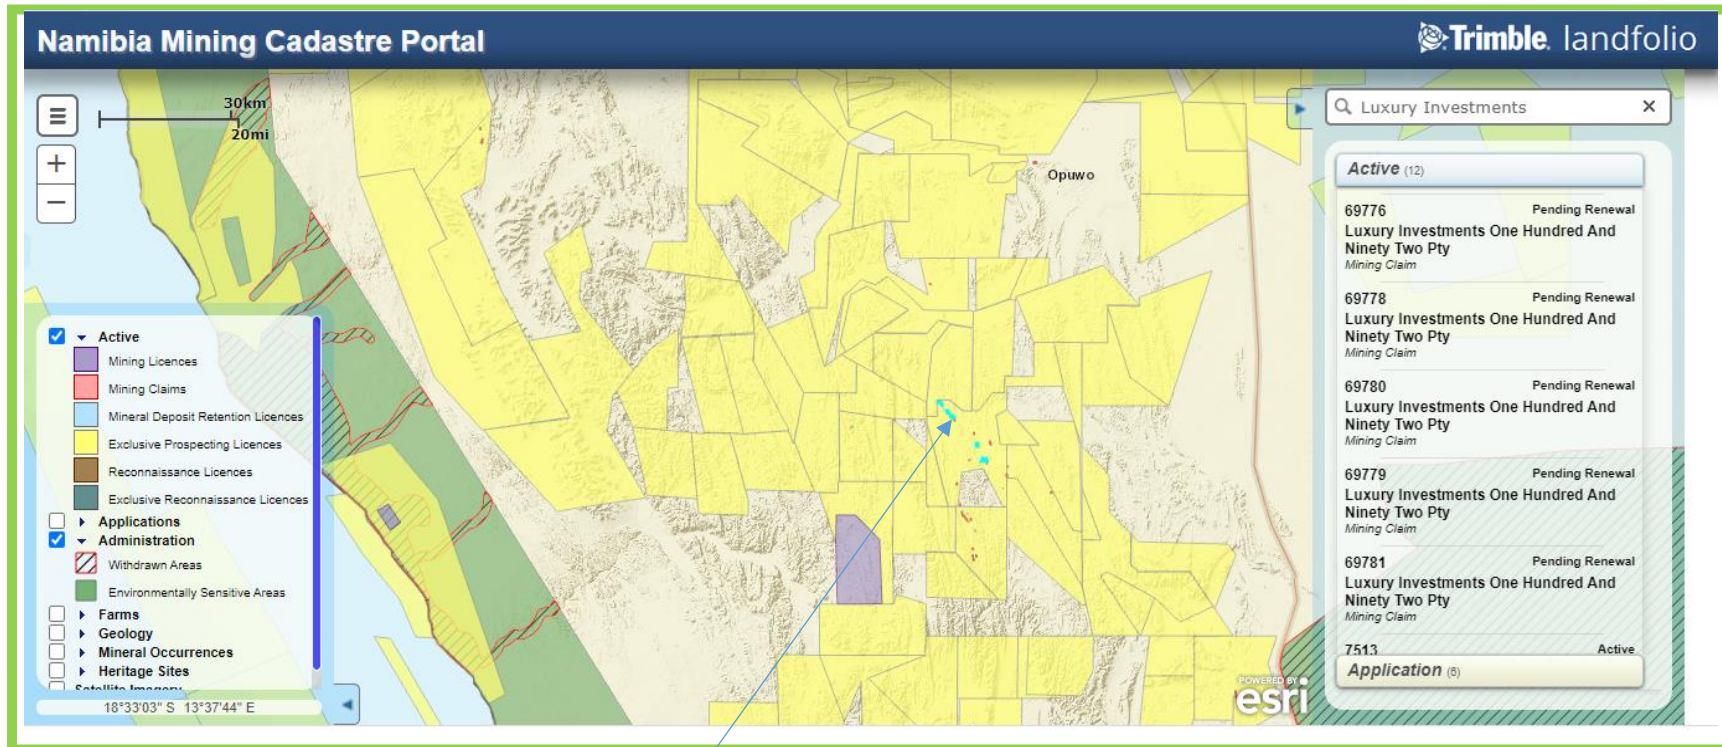 Namibia Mining Cadastre Portal
Trimble. landfolio
30km
20mi
Opuwo
Luxury Investments
Active (12)
69776 Pending Renewal
Luxury Investments One Hundred And
Ninety Two Pty
Mining Claim
69778 Pending Renewal
Luxury Investments One Hundred And
Ninety Two Pty
Mining Claim
69780 Pending Renewal
Luxury Investments One Hundred And
Ninety Two Pty
Mining Claim
69779 Pending Renewal
Luxury Investments One Hundred And
Ninety Two Pty
Mining Claim
69781 Pending Renewal
Luxury Investments One Hundred And
Ninety Two Pty
Mining Claim
7513 Active
Application (6)
Active
Mining Licences
Mining Claims
Mineral Deposit Retention Licences
Exclusive Prospecting Licences
Reconnaissance Licences
Exclusive Reconnaissance Licences
Applications
Administration
Withdrawn Areas
Environmentally Sensitive Areas
Farms
Geology
Mineral Occurrences
Heritage Sites
Satellite Imagery
18°33'03" S 13°37'44" E
POWERED BY
esri